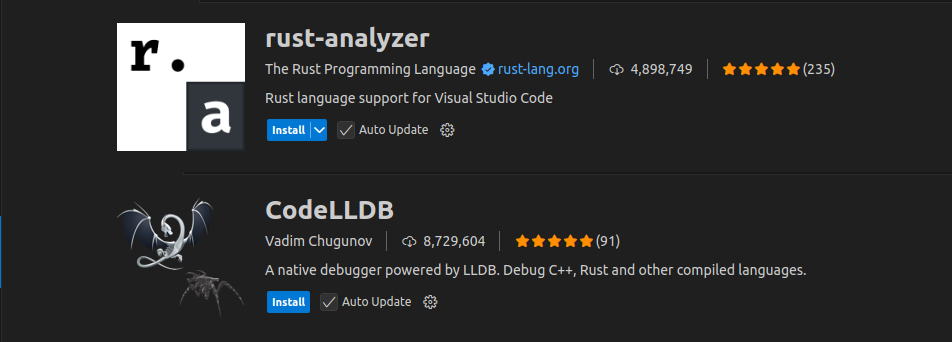 r.
a
rust-analyzer
The Rust Programming Language rust-lang.org 4,898,749 (235)
Rust language support for Visual Studio Code
Install Auto Update
CodeLLDB
Vadim Chugunov 8,729,604 (91)
A native debugger powered by LLDB. Debug C++, Rust and other compiled languages.
Install Auto Update